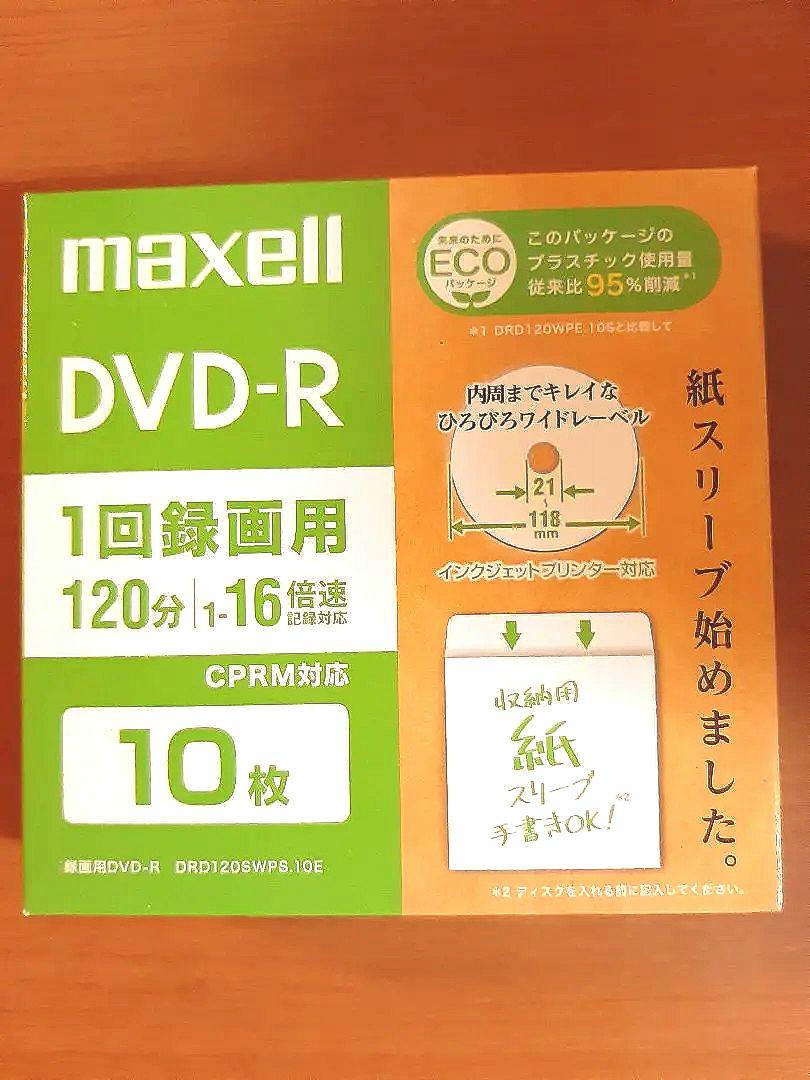 maxell
DVD-R
1回録画用
120分
1-16倍速
記録対応
CPRM対応
10枚
録画用DVD-R DRD120SWPS.10E
未来のために
ECO
パッケージ
このパッケージの
プラスチック使用量
従来比95%削減*1
*1 DRD120WPE.10Sと比較して
内周までキレイな
ひろびろワイドレーベル
21
118
mm
インクジェットプリンター対応
紙スリーブ始めました。
収納用
紙
スリーブ
手書きOK!*2
*2 ディスクを入れる前に記入してください。